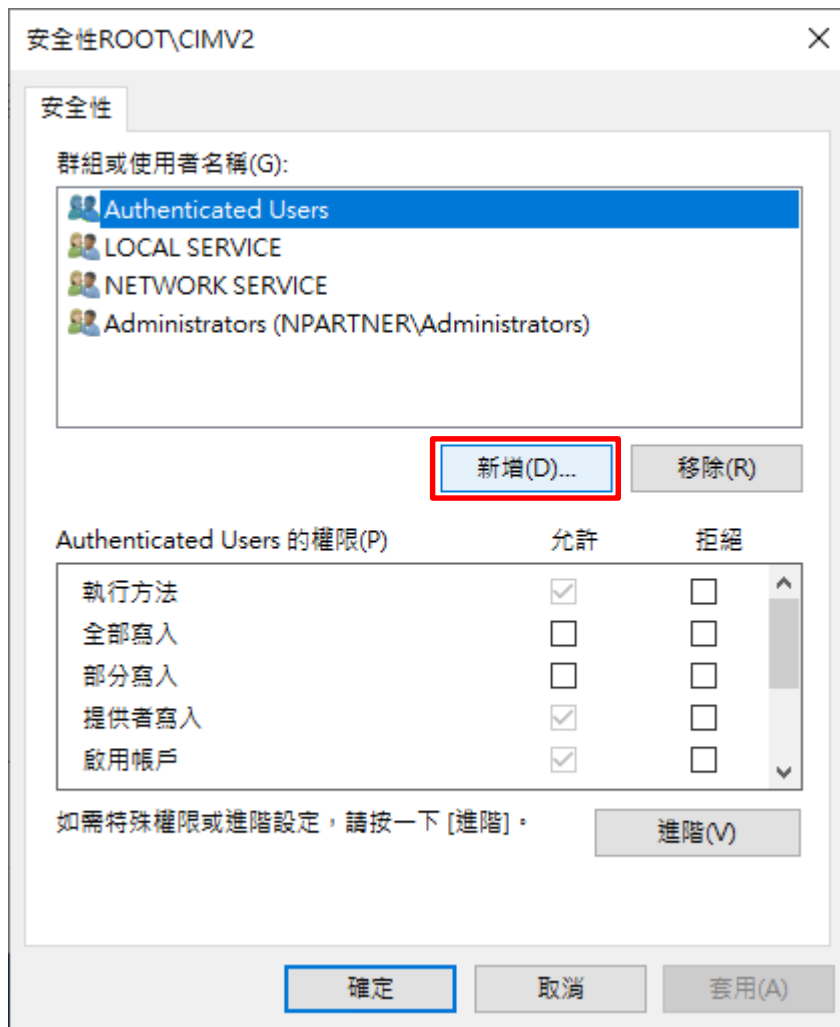 安全性ROOT\CIMV2
安全性
群組或使用者名稱(G):
Authenticated Users
LOCAL SERVICE
NETWORK SERVICE
Administrators (NPARTNER\Administrators)
新增(D)... 移除(R)
Authenticated Users 的權限(P) 允許 拒絕
執行方法
全部寫入
部分寫入
提供者寫入
啟用帳戶
如需特殊權限或進階設定，請按一下 [進階]。 進階(V)
確定 取消 套用(A)